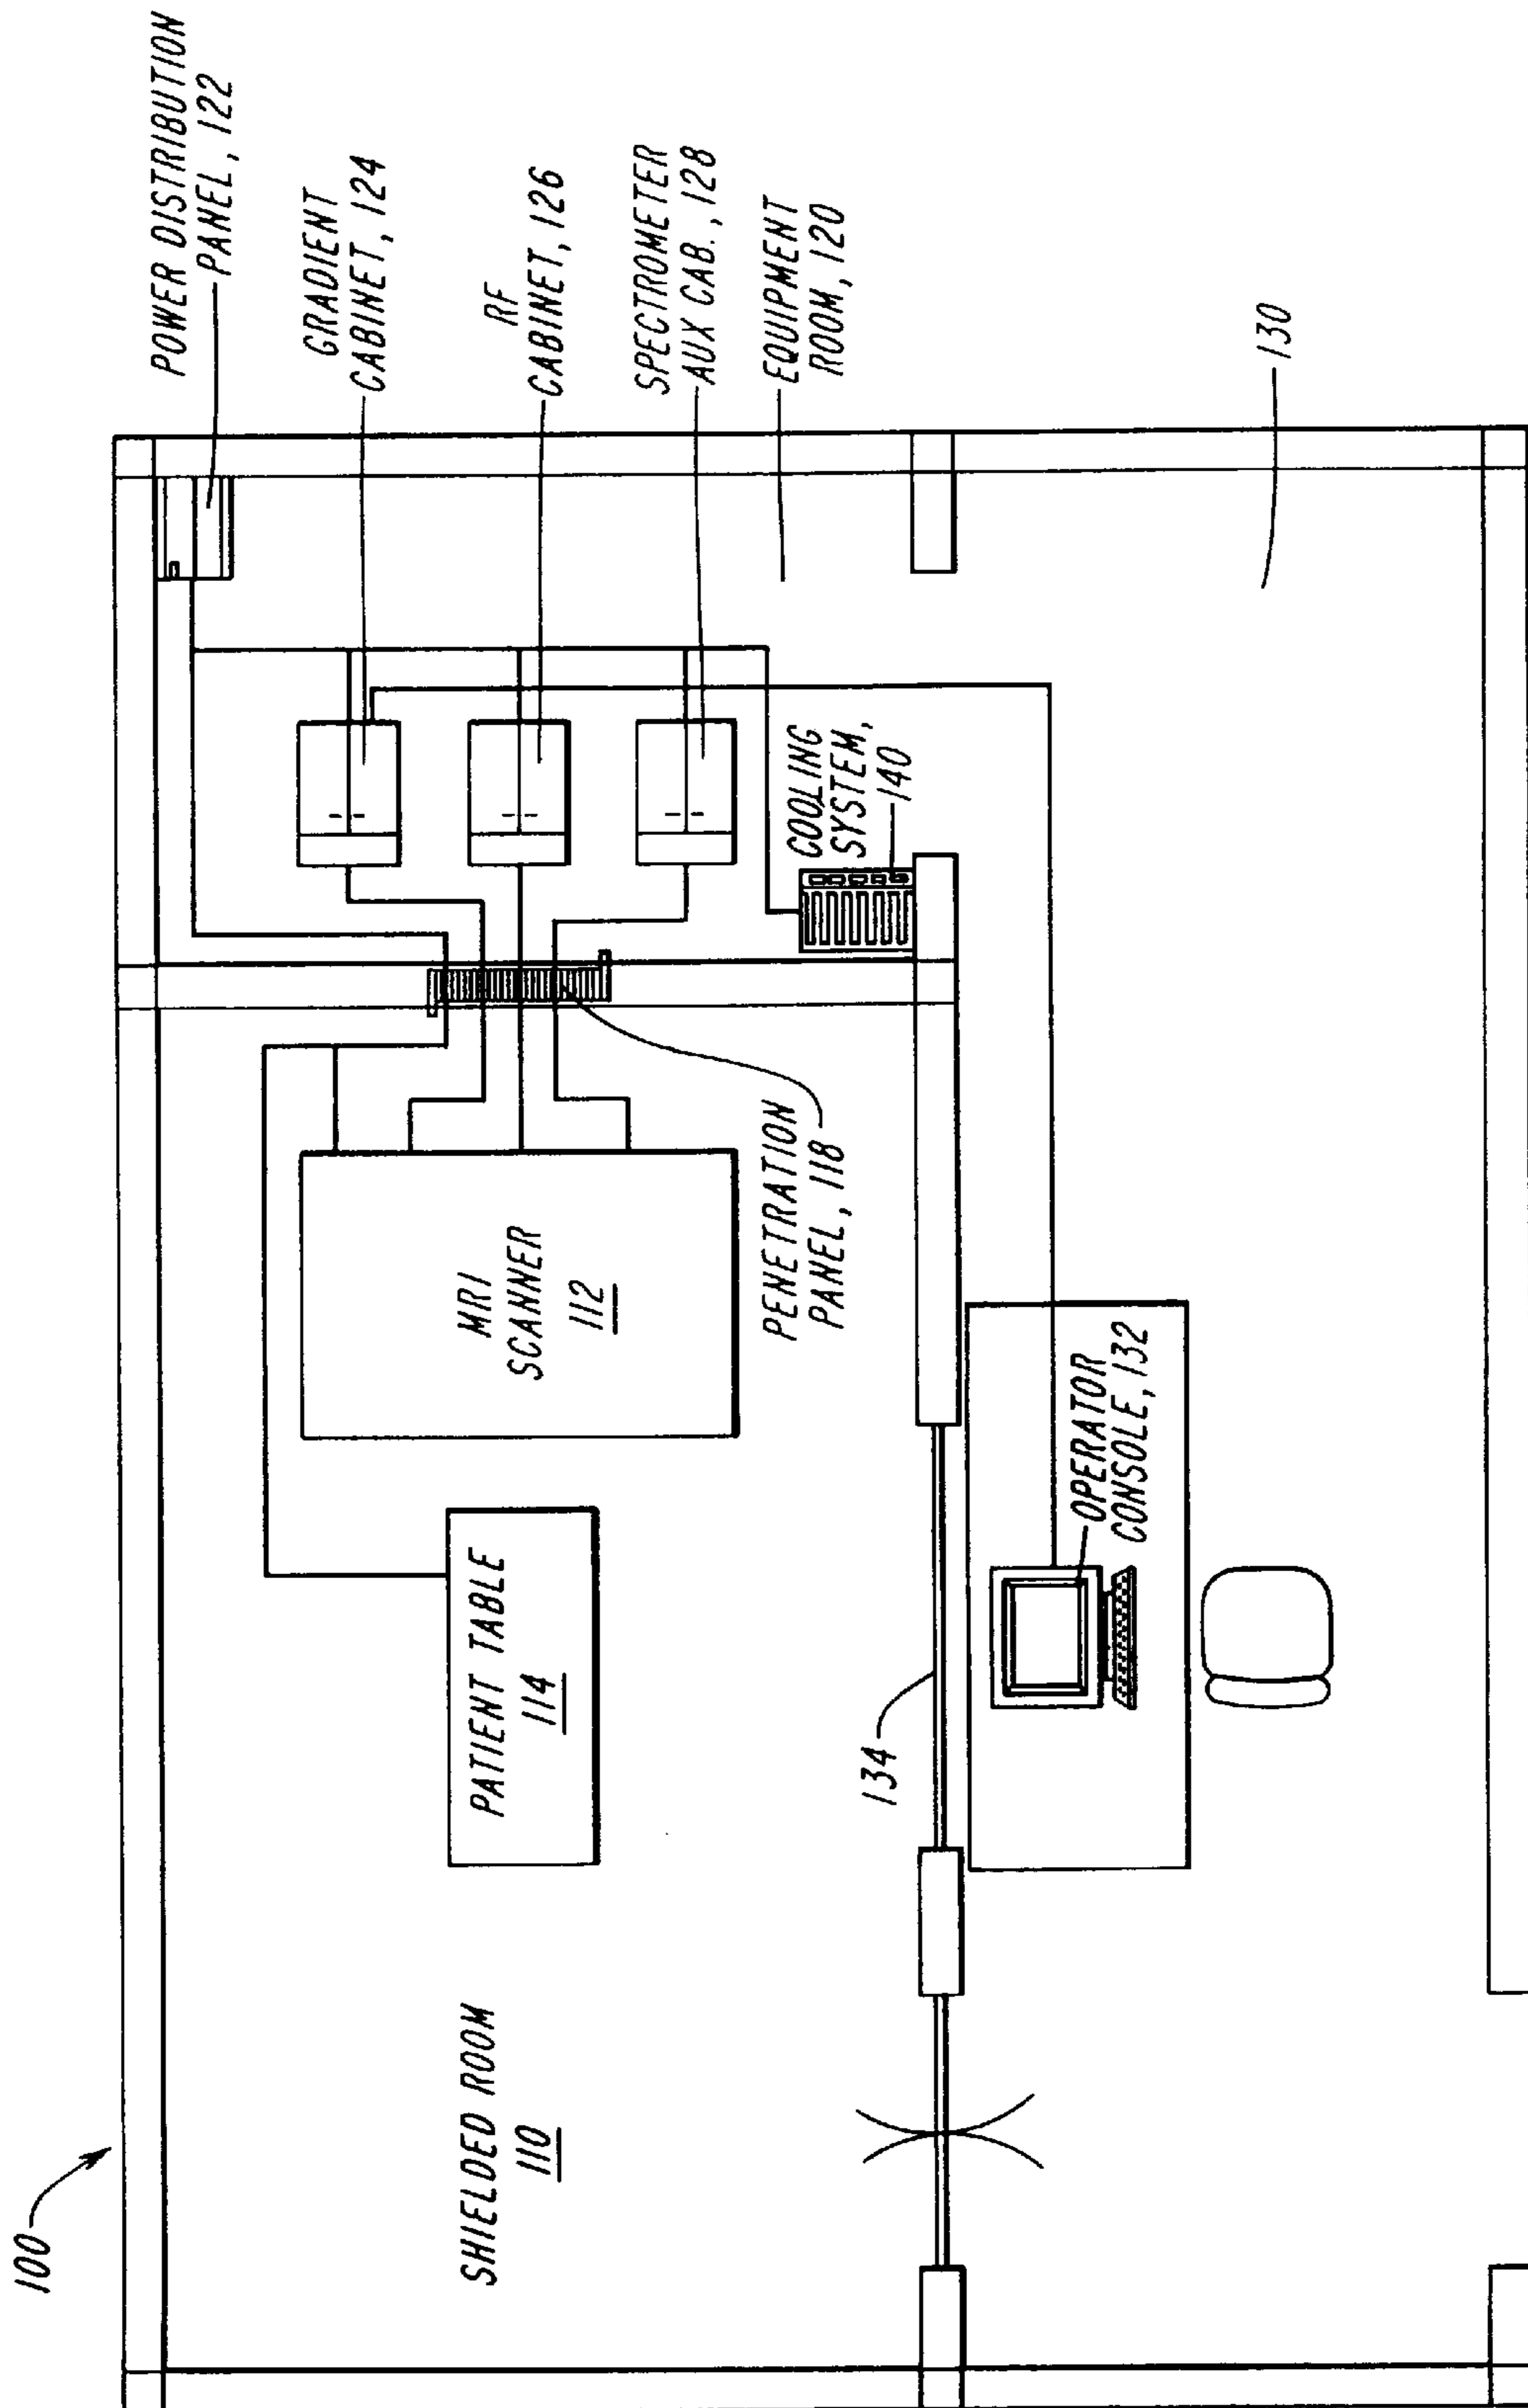 100
SHIELDED ROOM
110
PATIENT TABLE
114
MRI
SCANNER
112
PENETRATION
PANEL, 118
134
OPERATOR
CONSOLE, 132
COOLING
SYSTEM,
140
POWER DISTRIBUTION
PANEL, 122
GRADIENT
CABINET, 124
RF
CABINET, 126
SPECTROMETER
AUX CAB., 128
EQUIPMENT
ROOM, 120
130